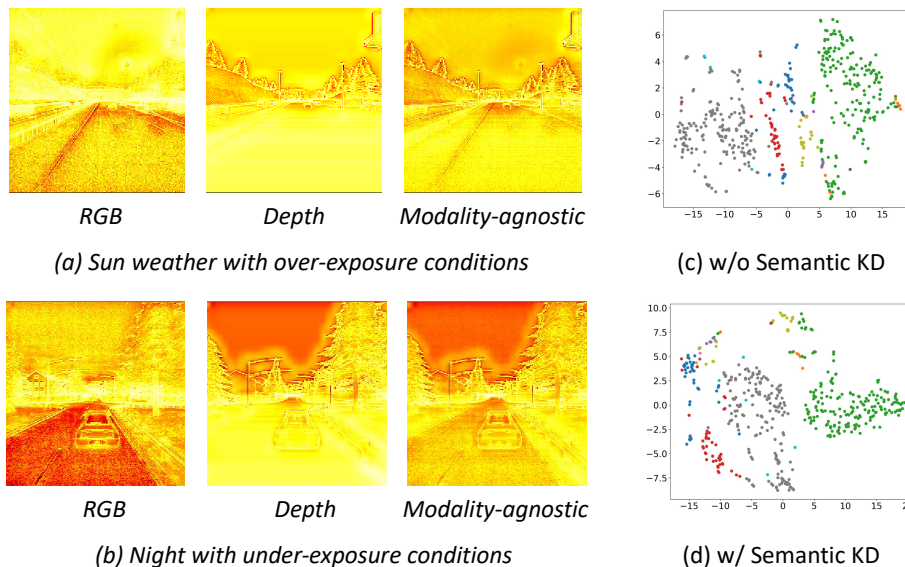 RGB Depth Modality-agnostic
(a) Sun weather with over-exposure conditions
6
4
2
0
−2
−4
−6
−15 −10 −5 0 5 10 15
(c) w/o Semantic KD
RGB Depth Modality-agnostic
(b) Night with under-exposure conditions
10.0
7.5
5.0
2.5
0.0
−2.5
−5.0
−7.5
−15 −10 −5 0 5 10 15
(d) w/ Semantic KD